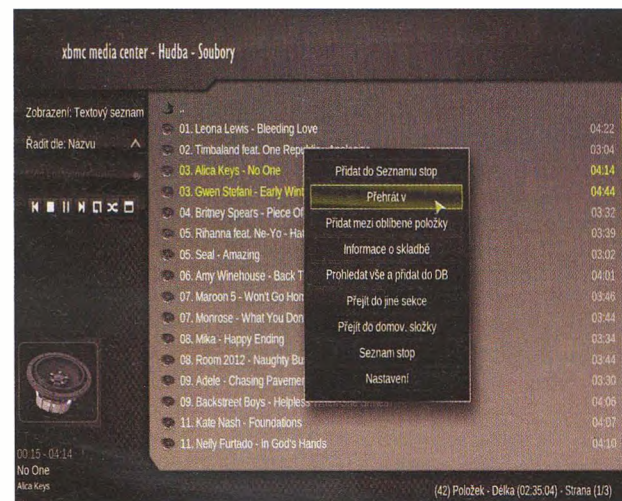 xbmc media center - Hudba - Soubory
Zobrazení: Textový seznam
Řadit dle: Názvu
..
01. Leona Lewis - Bleeding Love 04:22
02. Timbaland feat. One 03:04
03. Alica Keys - No One 04:14
03. Gwen Stefani - Early 04:44
04. Britney Spears - Piece Of 03:32
05. Rihanna feat. Ne-Yo - 03:39
05. Seal - Amazing 03:02
06. Amy Winehouse - Back T 04:01
07. Maroon 5 - Won't Go 03:46
07. Monrose - What You Don 03:44
08. Mika - Happy Ending 03:34
08. Room 2012 - Naughty Bu 03:44
09. Adele - Chasing Pavemen 03:30
09. Backstreet Boys - Helpless 04:06
11. Kate Nash - Foundations 04:07
11. Nelly Furtado - In God's Hands 04:10
Přidat do Seznamu stop
Přehrát v
Přidat mezi oblíbené položky
Informace o skladbě
Prohledat vše a přidat do DB
Přejít do jiné sekce
Přejít do domov. složky
Seznam stop
Nastavení
00:15 - 04:14
No One
Alica Keys
(42) Položek - Délka (02:35:04) - Strana (1/3)